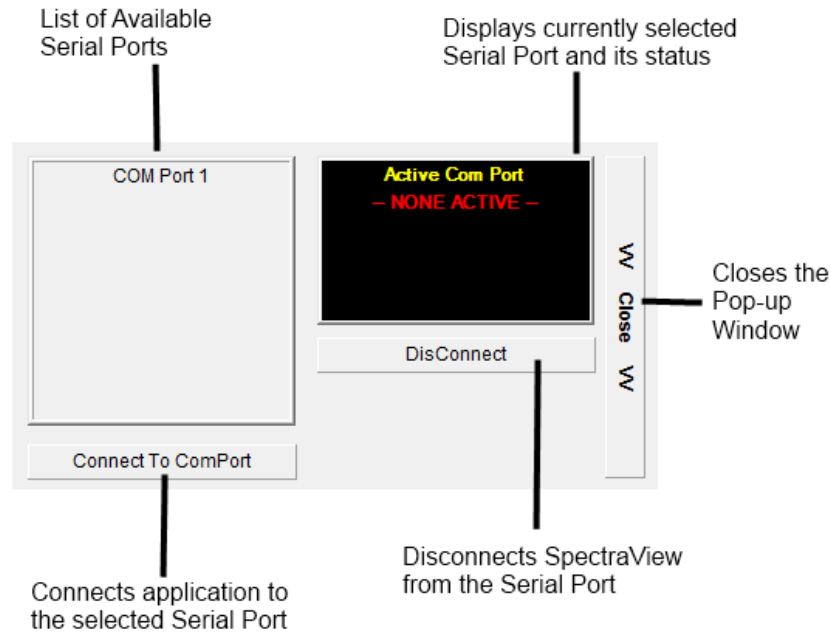 List of Available
Serial Ports
Displays currently selected
Serial Port and its status
COM Port 1
Active Com Port
-- NONE ACTIVE --
VV Close VV
Closes the
Pop-up
Window
DisConnect
Connect To ComPort
Disconnects SpectraView
from the Serial Port
Connects application to
the selected Serial Port